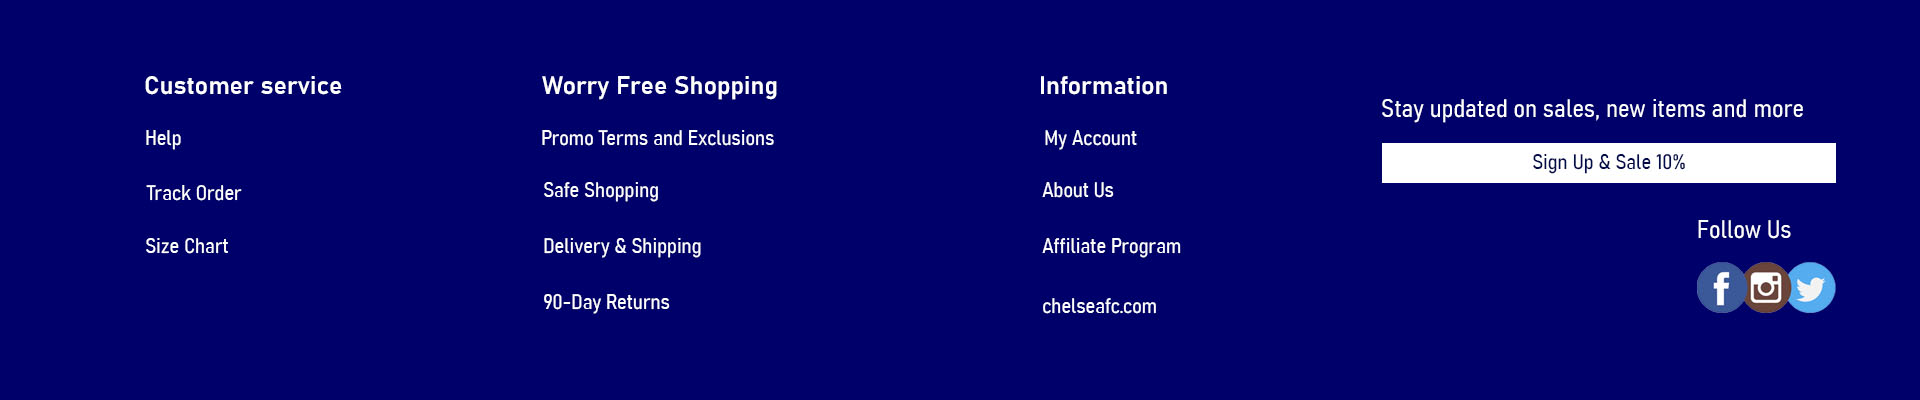 Customer service
Help
Track Order
Size Chart
Worry Free Shopping
Promo Terms and Exclusions
Safe Shopping
Delivery & Shipping
90-Day Returns
Information
My Account
About Us
Affiliate Program
chelseafc.com
Stay updated on sales, new items and more
Sign Up & Sale 10%
Follow Us